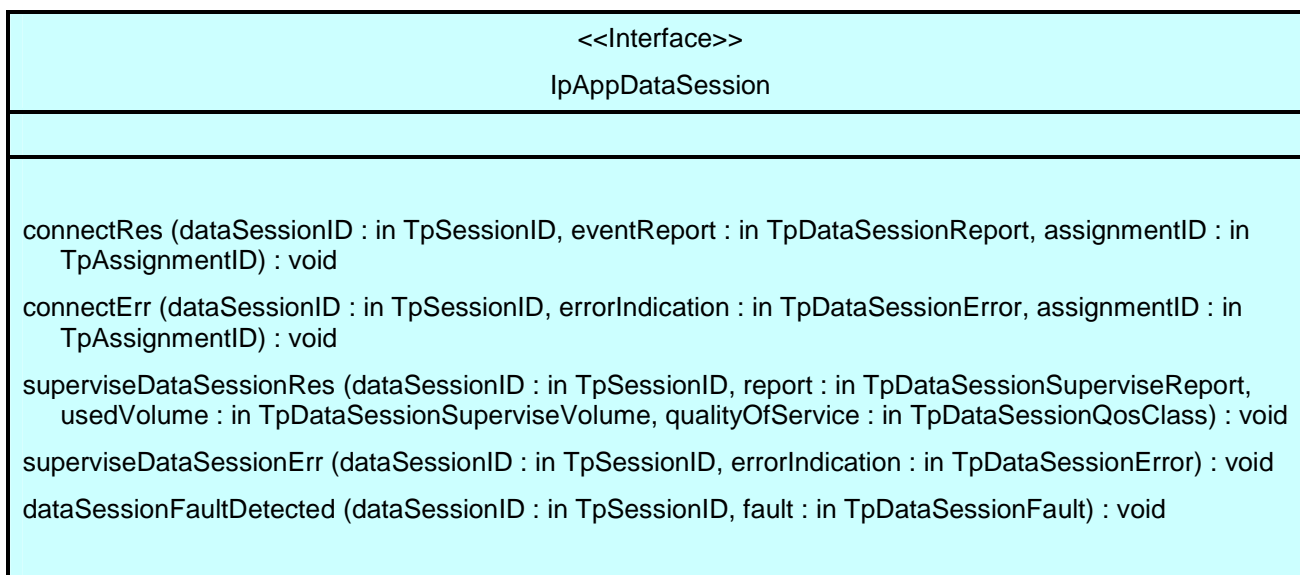 <<Interface>>
IpAppDataSession
connectRes (dataSessionID : in TpSessionID, eventReport : in TpDataSessionReport, assignmentID : in
TpAssignmentID) : void
connectErr (dataSessionID : in TpSessionID, errorIndication : in TpDataSessionError, assignmentID : in
TpAssignmentID) : void
superviseDataSessionRes (dataSessionID : in TpSessionID, report : in TpDataSessionSuperviseReport,
usedVolume : in TpDataSessionSuperviseVolume, qualityOfService : in TpDataSessionQosClass) : void
superviseDataSessionErr (dataSessionID : in TpSessionID, errorIndication : in TpDataSessionError) : void
dataSessionFaultDetected (dataSessionID : in TpSessionID, fault : in TpDataSessionFault) : void